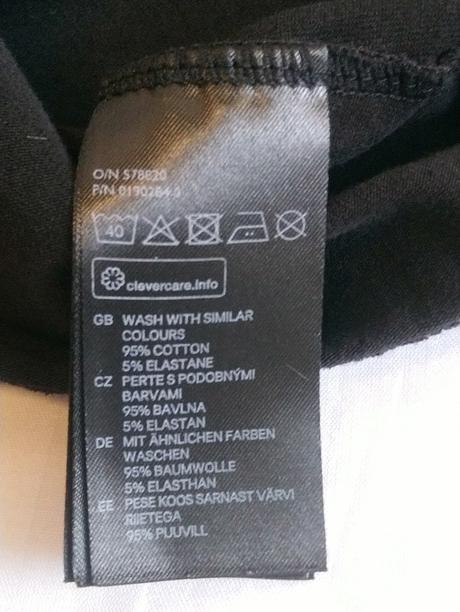 O/N 578820
P/N 0190284-3
40
clevercare.info
GB WASH WITH SIMILAR
COLOURS
95% COTTON
5% ELASTANE
CZ PERTE S PODOBNÝMI
BARVAMI
95% BAVLNA
5% ELASTAN
DE MIT ÄHNLICHEN FARBEN
WASCHEN
95% BAUMWOLLE
5% ELASTHAN
EE PESE KOOS SARNAST VÄRVI
RIIETEGA
95% PUUVILL